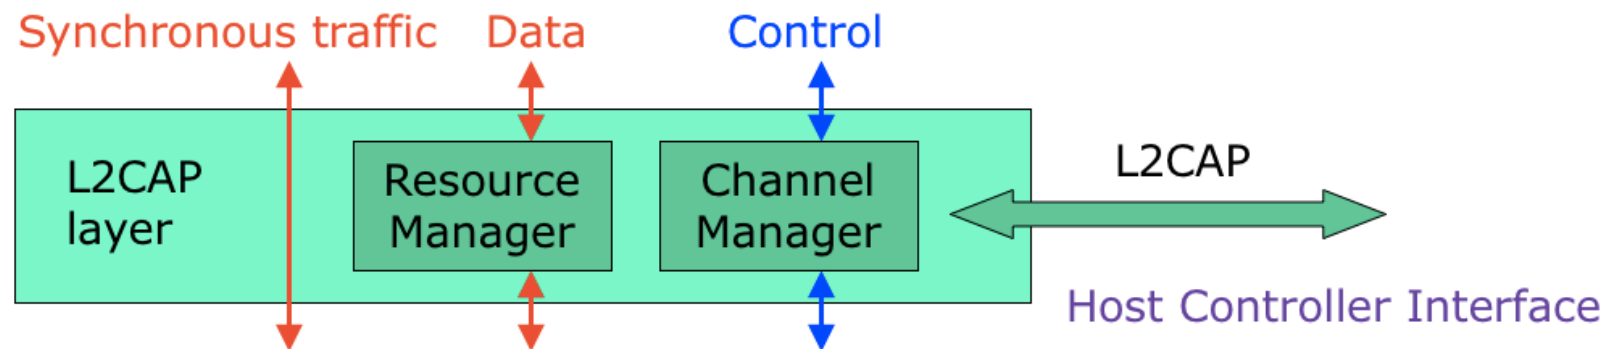 Synchronous traffic
Data
Control
L2CAP
layer
Resource
Manager
Channel
Manager
L2CAP
Host Controller Interface